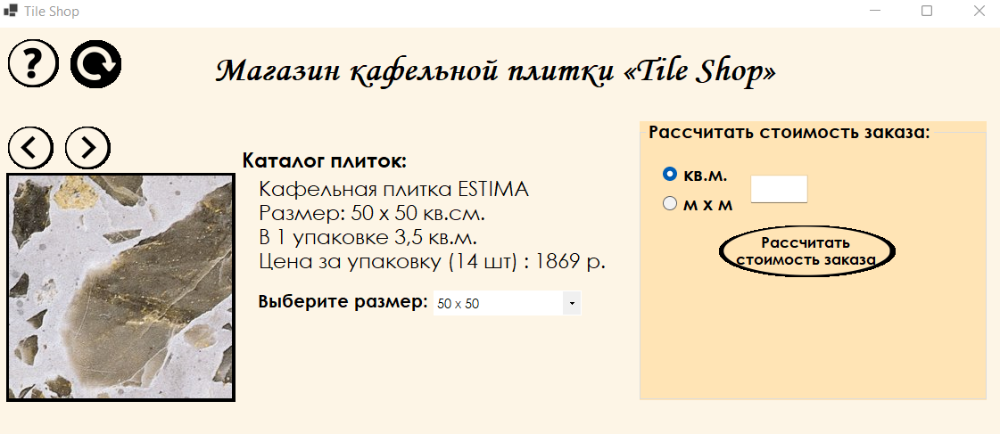 Tile Shop
Магазин кафельной плитки «Tile Shop»
Каталог плиток:
Кафельная плитка ESTIMA
Размер: 50 х 50 кв.см.
В 1 упаковке 3,5 кв.м.
Цена за упаковку (14 шт) : 1869 р.
Выберите размер: 50 x 50
Рассчитать стоимость заказа:
кв.м.
м х м
Рассчитать
стоимость заказа